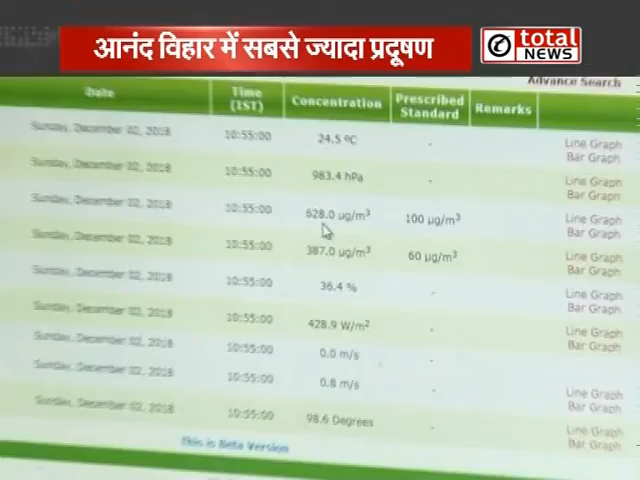 आनंद विहार में सबसे ज्यादा प्रदूषण
total
NEWS
Advance Search
Date Time (IST) Concentration Prescribed Standard Remarks
Sunday, December 02, 2018 10:55:00 24.5 ºC - Line Graph
Bar Graph
Sunday, December 02, 2018 10:55:00 983.4 hPa - Line Graph
Bar Graph
Sunday, December 02, 2018 10:55:00 628.0 µg/m³ 100 µg/m³ Line Graph
Bar Graph
Sunday, December 02, 2018 10:55:00 387.0 µg/m³ 60 µg/m³ Line Graph
Bar Graph
Sunday, December 02, 2018 10:55:00 36.4 % - Line Graph
Bar Graph
Sunday, December 02, 2018 10:55:00 428.9 W/m² - Line Graph
Bar Graph
Sunday, December 02, 2018 10:55:00 0.0 m/s -
Sunday, December 02, 2018 10:55:00 0.8 m/s - Line Graph
Bar Graph
Sunday, December 02, 2018 10:55:00 98.6 Degrees - Line Graph
Bar Graph
This is Beta Version